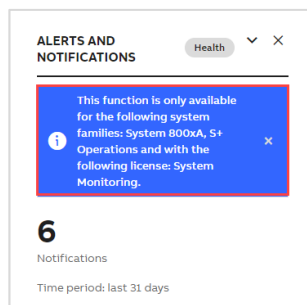 ALERTS AND
NOTIFICATIONS
Health
This function is only available
for the following system
families: System 800xA, S+
Operations and with the
following license: System
Monitoring.
6
Notifications
Time period: last 31 days